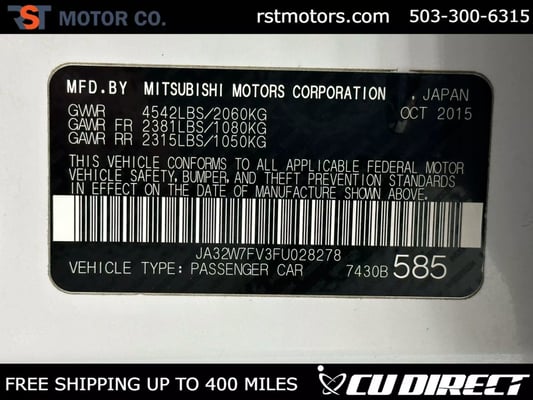 RST MOTOR CO. rstmotors.com 503-300-6315
MFD.BY MITSUBISHI MOTORS CORPORATION . JAPAN
GVWR 4542LBS/2060KG OCT 2015
GAWR FR 2381LBS/1080KG
GAWR RR 2315LBS/1050KG
THIS VEHICLE CONFORMS TO ALL APPLICABLE FEDERAL MOTOR
VEHICLE SAFETY, BUMPER, AND THEFT PREVENTION STANDARDS
IN EFFECT ON THE DATE OF MANUFACTURE SHOWN ABOVE.
JA32W7FV3FU028278
VEHICLE TYPE: PASSENGER CAR 7430B 585
FREE SHIPPING UP TO 400 MILES CU DIRECT